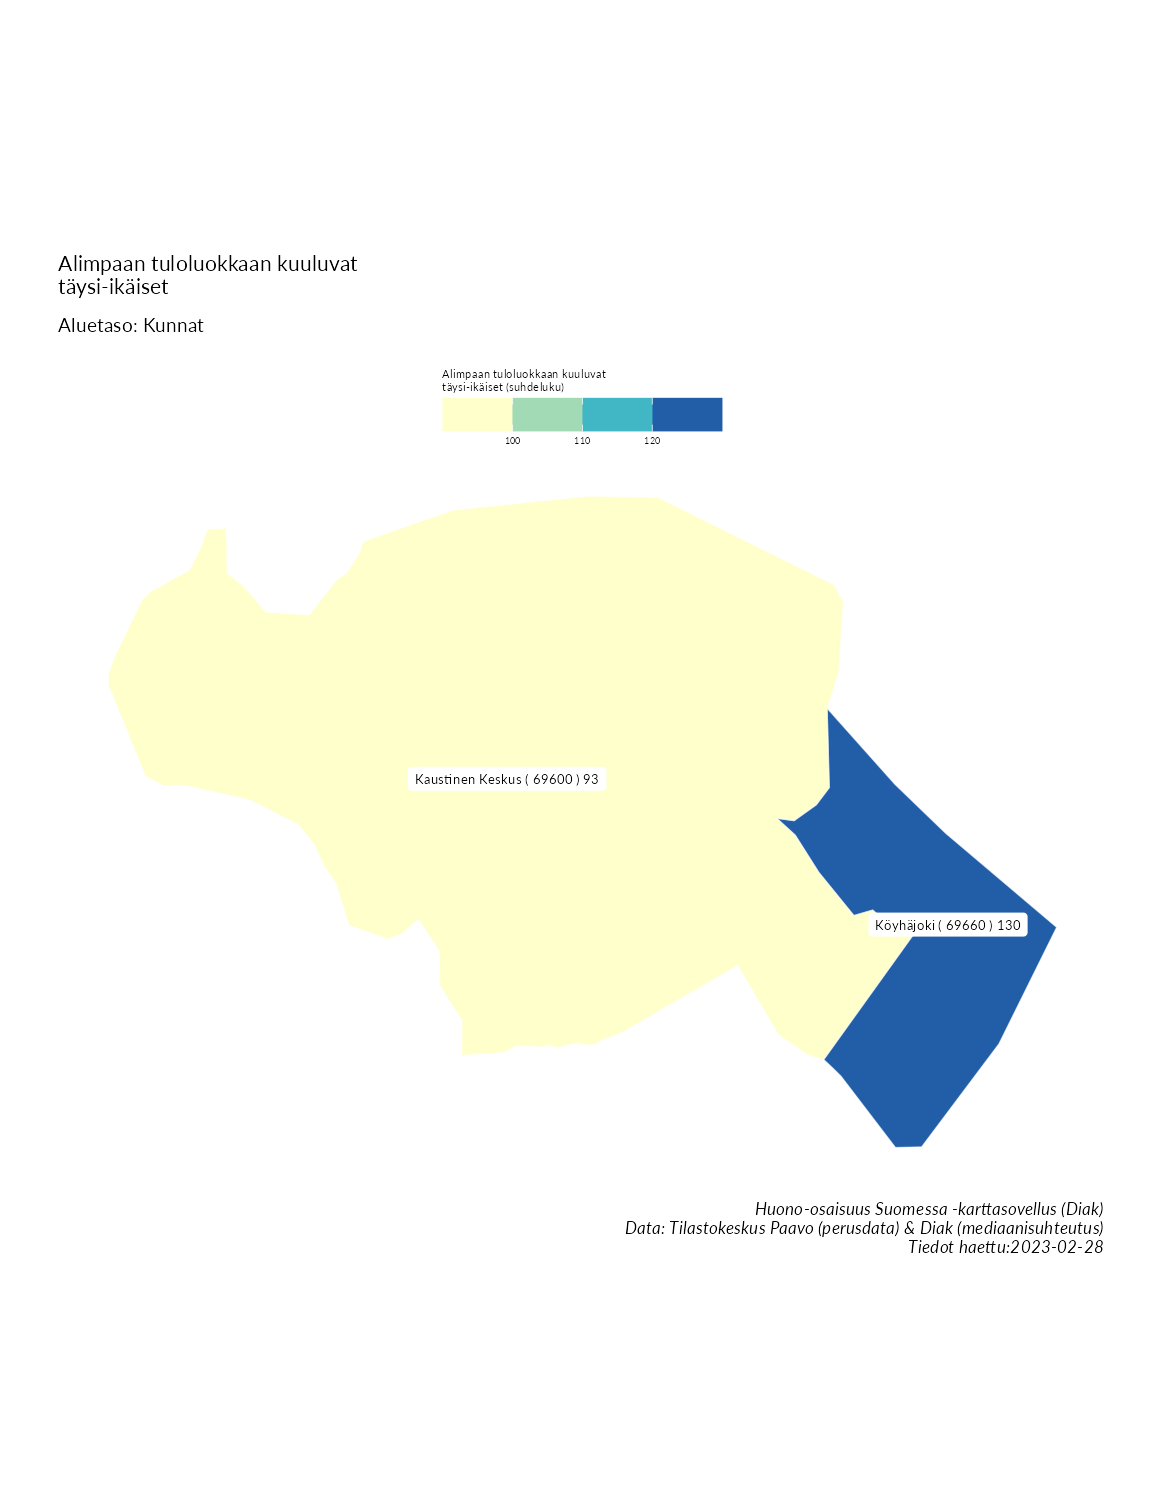 Alimpaan tuloluokkaan kuuluvat
täysi-ikäiset
Aluetaso: Kunnat
Alimpaan tuloluokkaan kuuluvat
täysi-ikäiset (suhdeluku)
100 110 120
Kaustinen Keskus ( 69600 ) 93
Köyhäjoki ( 69660 ) 130
Huono-osaisuus Suomessa -karttasovellus (Diak)
Data: Tilastokeskus Paavo (perusdata) & Diak (mediaanisuhteutus)
Tiedot haettu:2023-02-28